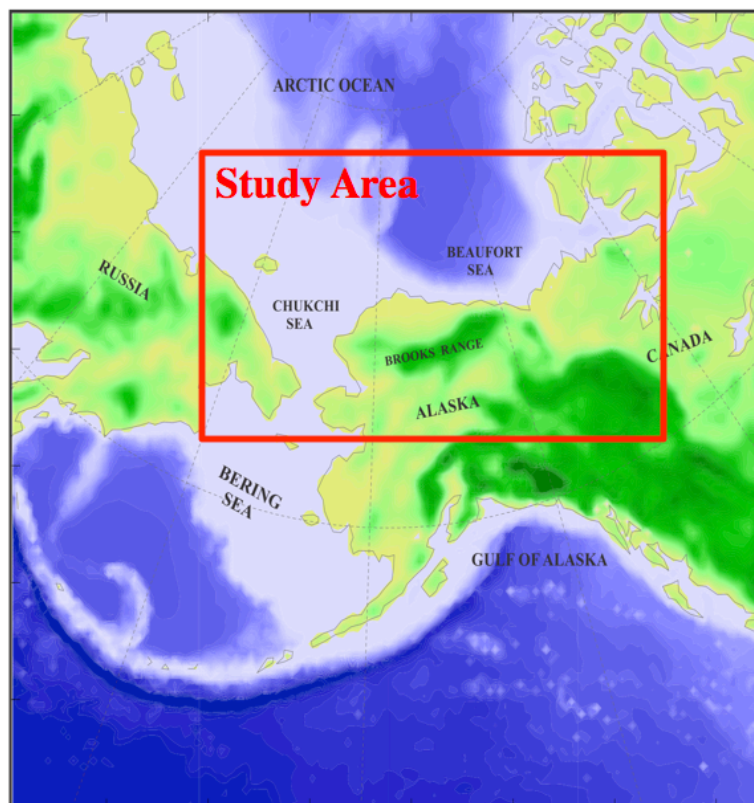 ARCTIC OCEAN
Study Area
BEAUFORT
SEA
RUSSIA
CHUKCHI
SEA
BROOKS RANGE
CANADA
ALASKA
BERING
SEA
GULF OF ALASKA